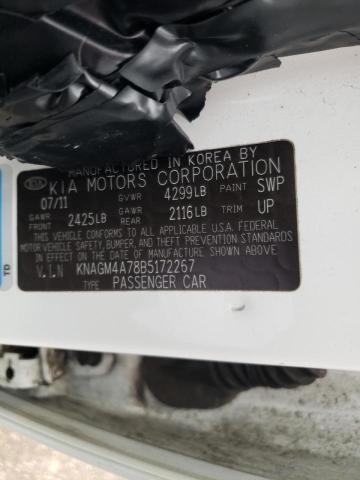 MANUFACTURED IN KOREA BY
KIA KIA MOTORS CORPORATION
07/11 GVWR 4299LB PAINT SWP
GAWR FRONT 2425LB GAWR REAR 2116LB TRIM UP
THIS VEHICLE CONFORMS TO ALL APPLICABLE U.S.A. FEDERAL
MOTOR VEHICLE SAFETY, BUMPER, AND THEFT PREVENTION STANDARDS
IN EFFECT ON THE DATE OF MANUFACTURE SHOWN ABOVE.
V.I.N KNAGM4A78B5172267
TYPE PASSENGER CAR
TD